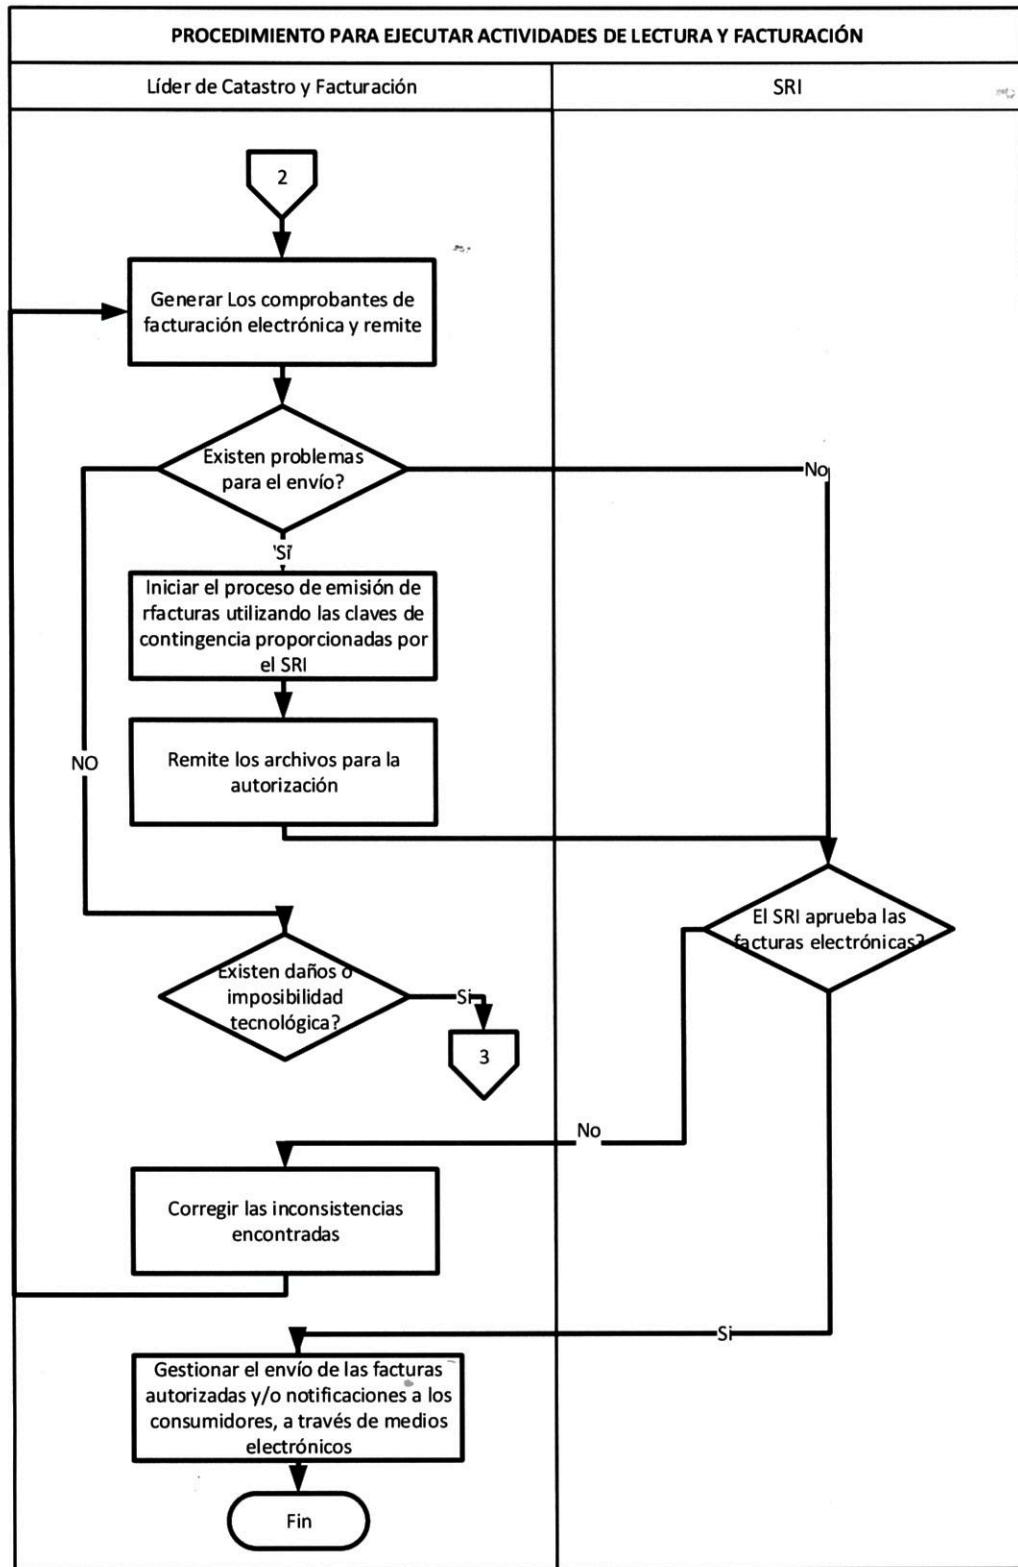 PROCEDIMIENTO PARA EJECUTAR ACTIVIDADES DE LECTURA Y FACTURACIÓN
Líder de Catastro y Facturación
SRI
2
Generar Los comprobantes de
facturación electrónica y remite
Existen problemas
para el envío?
No
'Sí'
Iniciar el proceso de emisión de
rfacturas utilizando las claves de
contingencia proporcionadas por
el SRI
NO
Remite los archivos para la
autorización
El SRI aprueba las
facturas electrónicas?
Existen daños o
imposibilidad
tecnológica?
Si
3
No
Corregir las inconsistencias
encontradas
Si
Gestionar el envío de las facturas
autorizadas y/o notificaciones a los
consumidores, a través de medios
electrónicos
Fin